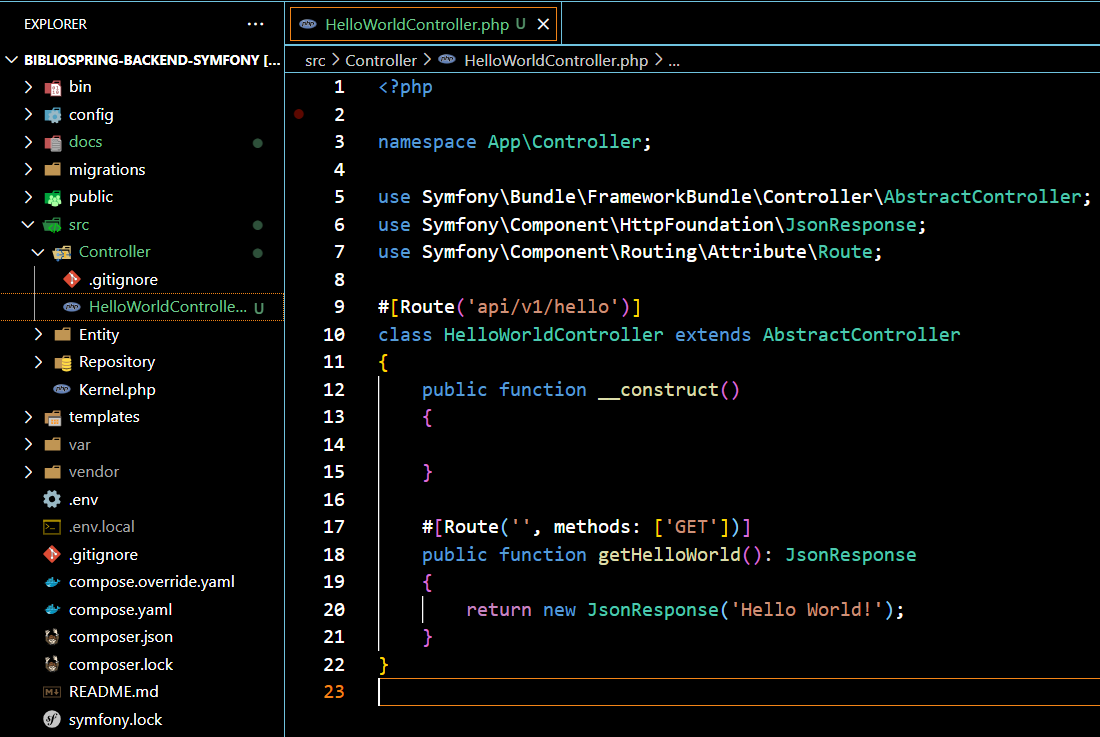 EXPLORER ...
BIBLIOSPRING-BACKEND-SYMFONY [...
bin
config
docs
migrations
public
src
Controller
.gitignore
HelloWorldControlle... U
Entity
Repository
Kernel.php
templates
var
vendor
.env
.env.local
.gitignore
compose.override.yaml
compose.yaml
composer.json
composer.lock
README.md
symfony.lock
php HelloWorldController.php U ✕
src > Controller > php HelloWorldController.php > ...
1 <?php
2
3 namespace App\Controller;
4
5 use Symfony\Bundle\FrameworkBundle\Controller\AbstractController;
6 use Symfony\Component\HttpFoundation\JsonResponse;
7 use Symfony\Component\Routing\Attribute\Route;
8
9 #[Route('api/v1/hello')]
10 class HelloWorldController extends AbstractController
11 {
12     public function __construct()
13     {
14
15     }
16
17     #[Route('', methods: ['GET'])]
18     public function getHelloWorld(): JsonResponse
19     {
20         return new JsonResponse('Hello World!');
21     }
22 }
23